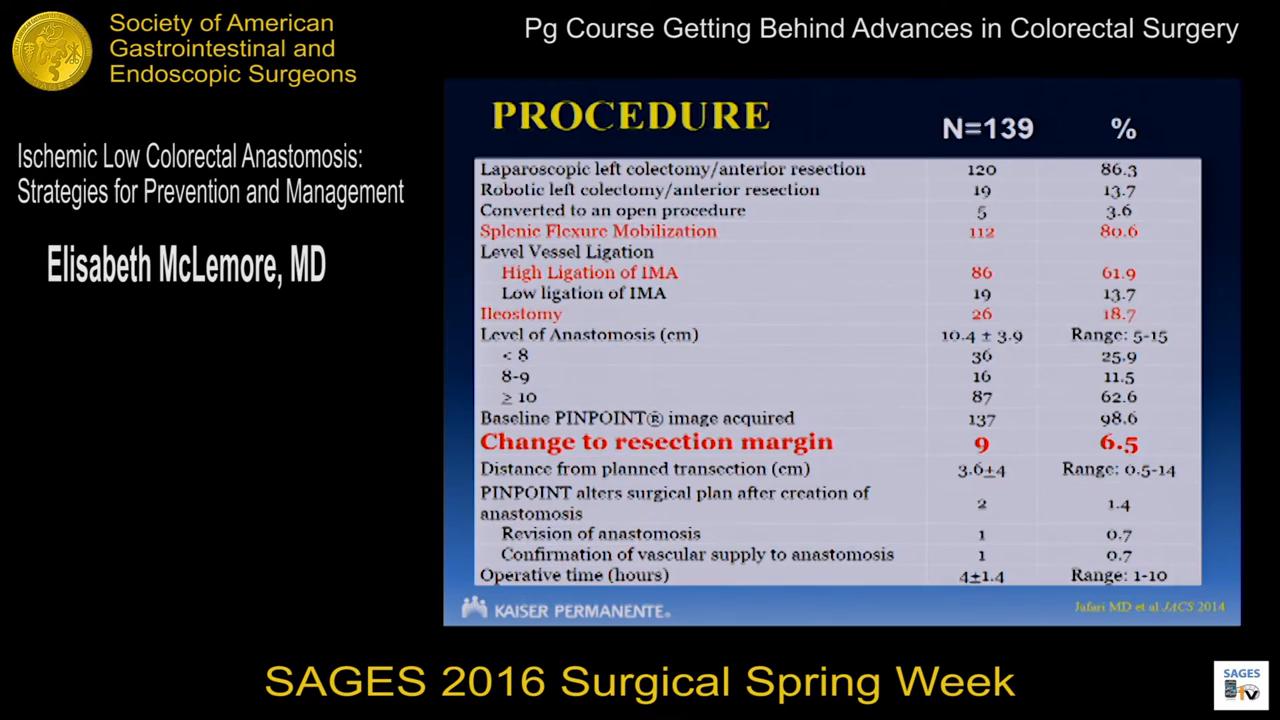 Society of American
Gastrointestinal and
Endoscopic Surgeons
Pg Course Getting Behind Advances in Colorectal Surgery
Ischemic Low Colorectal Anastomosis:
Strategies for Prevention and Management
Elisabeth McLemore, MD
PROCEDURE N=139 %
Laparoscopic left colectomy/anterior resection 120 86.3
Robotic left colectomy/anterior resection 19 13.7
Converted to an open procedure 5 3.6
Splenic Flexure Mobilization 112 80.6
Level Vessel Ligation
High Ligation of IMA 86 61.9
Low ligation of IMA 19 13.7
Ileostomy 26 18.7
Level of Anastomosis (cm) 10.4 ± 3.9 Range: 5-15
< 8 36 25.9
8-9 16 11.5
≥ 10 87 62.6
Baseline PINPOINT® image acquired 137 98.6
Change to resection margin 9 6.5
Distance from planned transection (cm) 3.6±4 Range: 0.5-14
PINPOINT alters surgical plan after creation of
anastomosis 2 1.4
Revision of anastomosis 1 0.7
Confirmation of vascular supply to anastomosis 1 0.7
Operative time (hours) 4±1.4 Range: 1-10
KAISER PERMANENTE®
Jafari MD et al JACS 2014
SAGES 2016 Surgical Spring Week
SAGES
TV